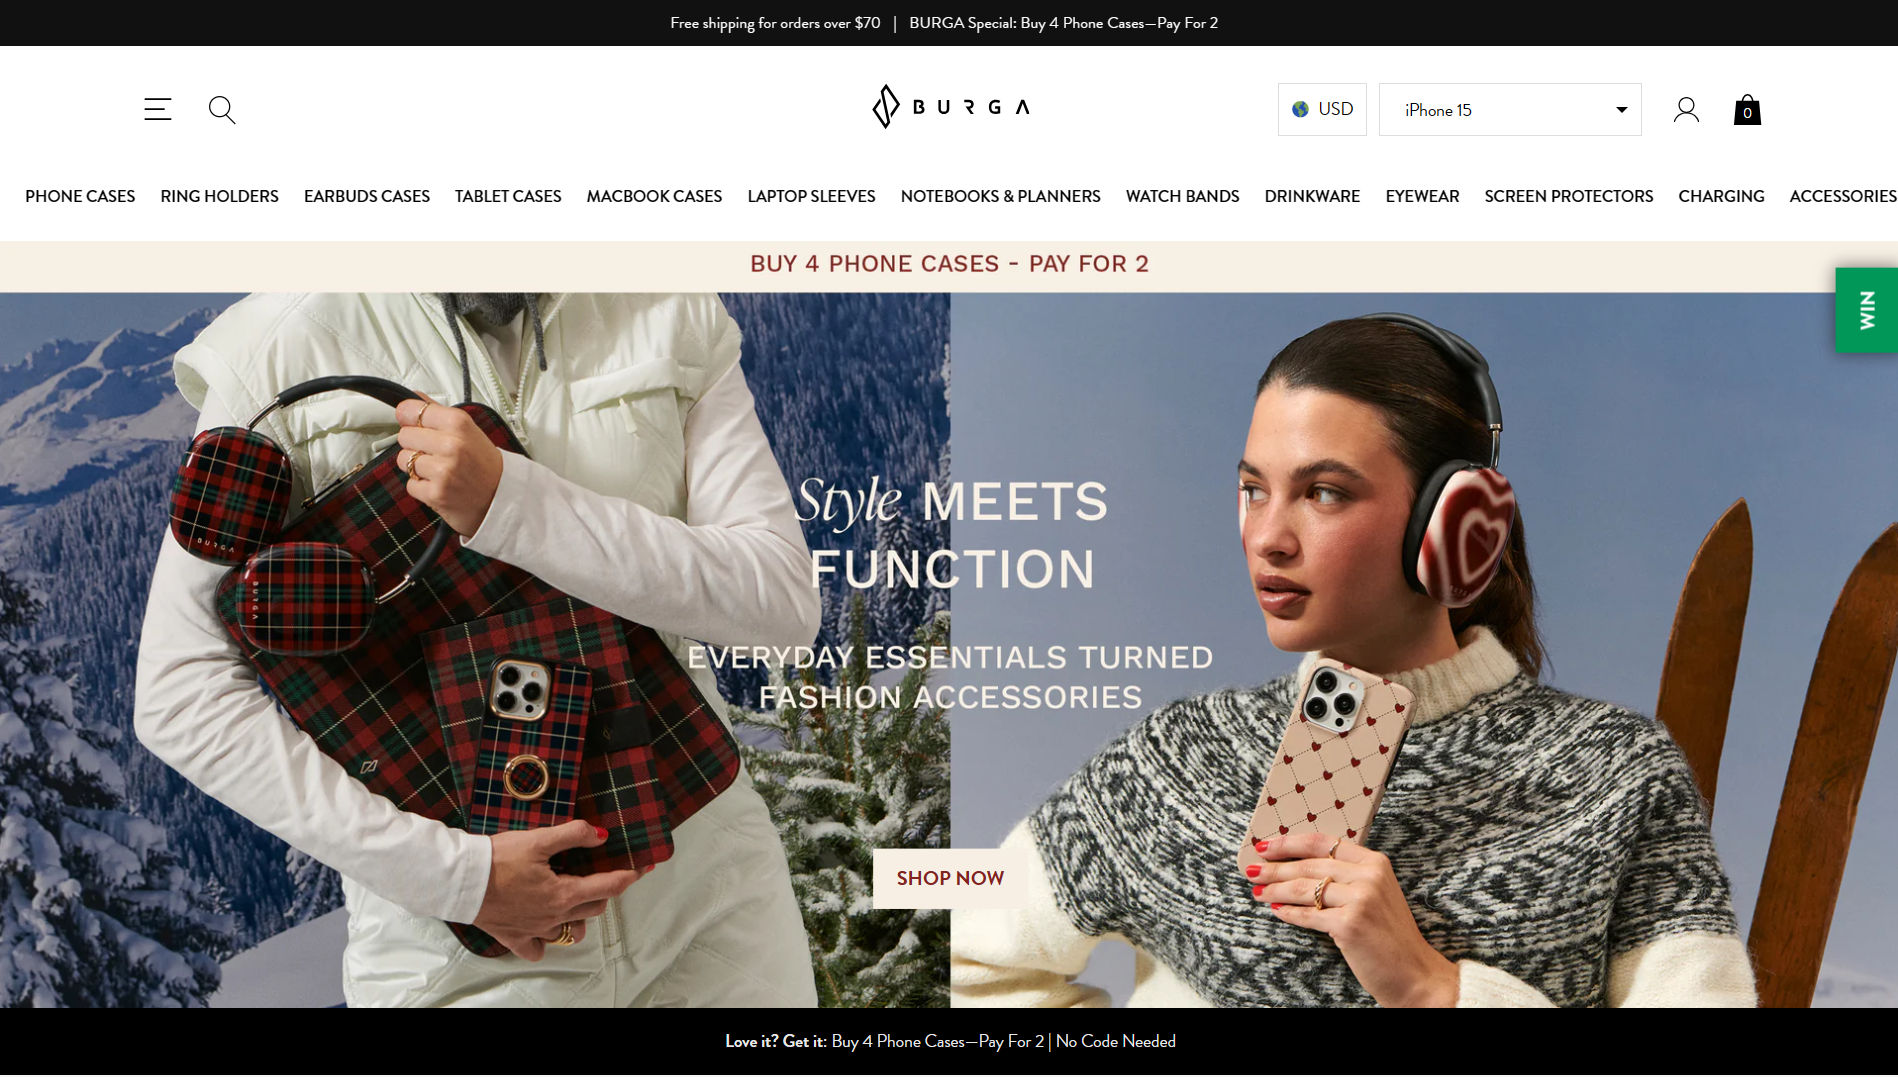 Free shipping for orders over $70 | BURGA Special: Buy 4 Phone Cases—Pay For 2
BURGA
USD
iPhone 15
0
PHONE CASES RING HOLDERS EARBUDS CASES TABLET CASES MACBOOK CASES LAPTOP SLEEVES NOTEBOOKS & PLANNERS WATCH BANDS DRINKWARE EYEWEAR SCREEN PROTECTORS CHARGING ACCESSORIES
BUY 4 PHONE CASES - PAY FOR 2
WIN
BURGA
BURGA
Style MEETS
FUNCTION
EVERYDAY ESSENTIALS TURNED
FASHION ACCESSORIES
SHOP NOW
Love it? Get it: Buy 4 Phone Cases—Pay For 2 | No Code Needed